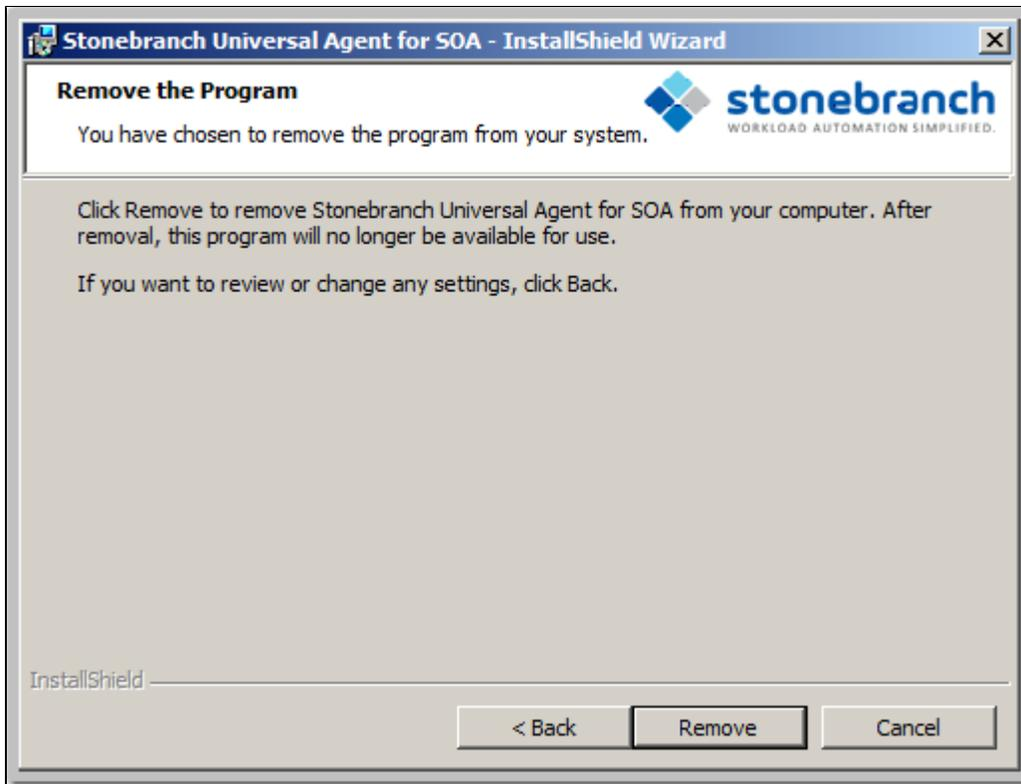 Stonebranch Universal Agent for SOA - InstallShield Wizard
Remove the Program
You have chosen to remove the program from your system.
stonebranch
WORKLOAD AUTOMATION SIMPLIFIED.
Click Remove to remove Stonebranch Universal Agent for SOA from your computer. After
removal, this program will no longer be available for use.
If you want to review or change any settings, click Back.
InstallShield
< Back
Remove
Cancel